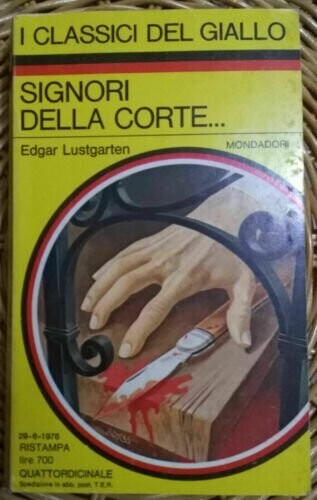 I CLASSICI DEL GIALLO
SIGNORI
DELLA CORTE...
Edgar Lustgarten
MONDADORI
29-6-1976
RISTAMPA
lire 700
QUATTORDICINALE
Spedizione in abb. post. T.E.R.